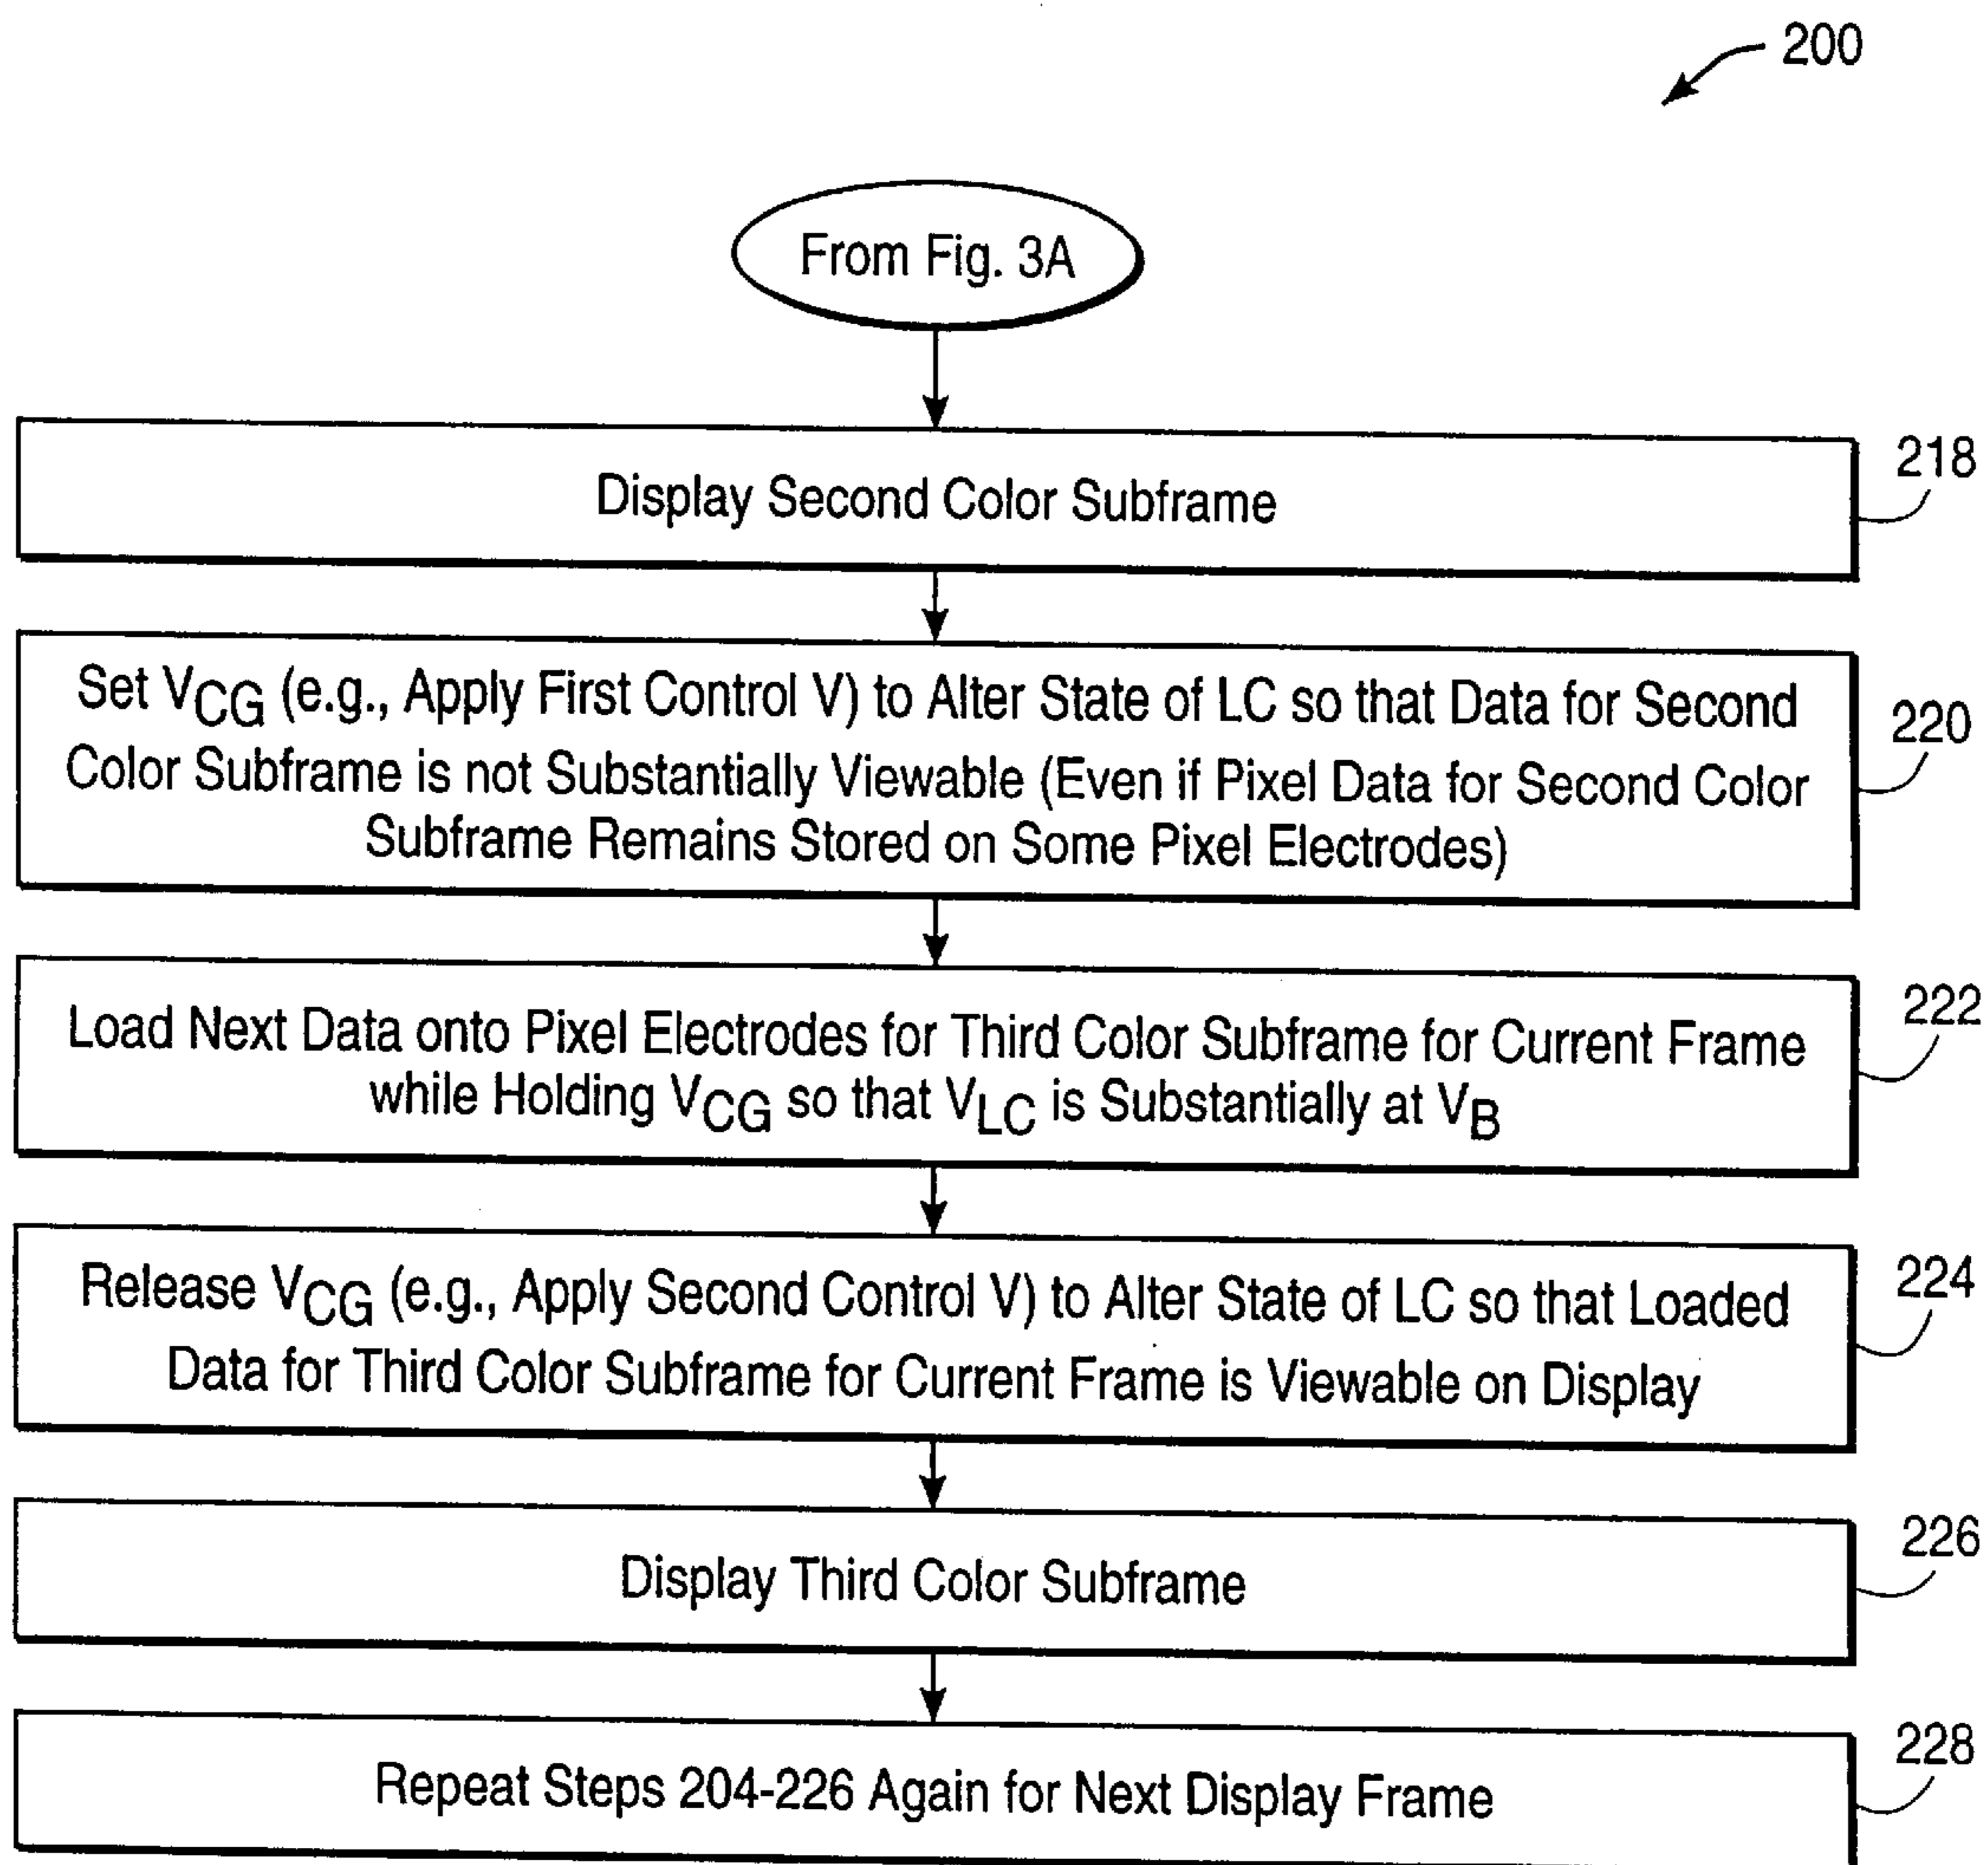 200
From Fig. 3A
Display Second Color Subframe
218
Set VCG (e.g., Apply First Control V) to Alter State of LC so that Data for Second
Color Subframe is not Substantially Viewable (Even if Pixel Data for Second Color
Subframe Remains Stored on Some Pixel Electrodes)
220
Load Next Data onto Pixel Electrodes for Third Color Subframe for Current Frame
while Holding VCG so that VLC is Substantially at VB
222
Release VCG (e.g., Apply Second Control V) to Alter State of LC so that Loaded
Data for Third Color Subframe for Current Frame is Viewable on Display
224
Display Third Color Subframe
226
Repeat Steps 204-226 Again for Next Display Frame
228